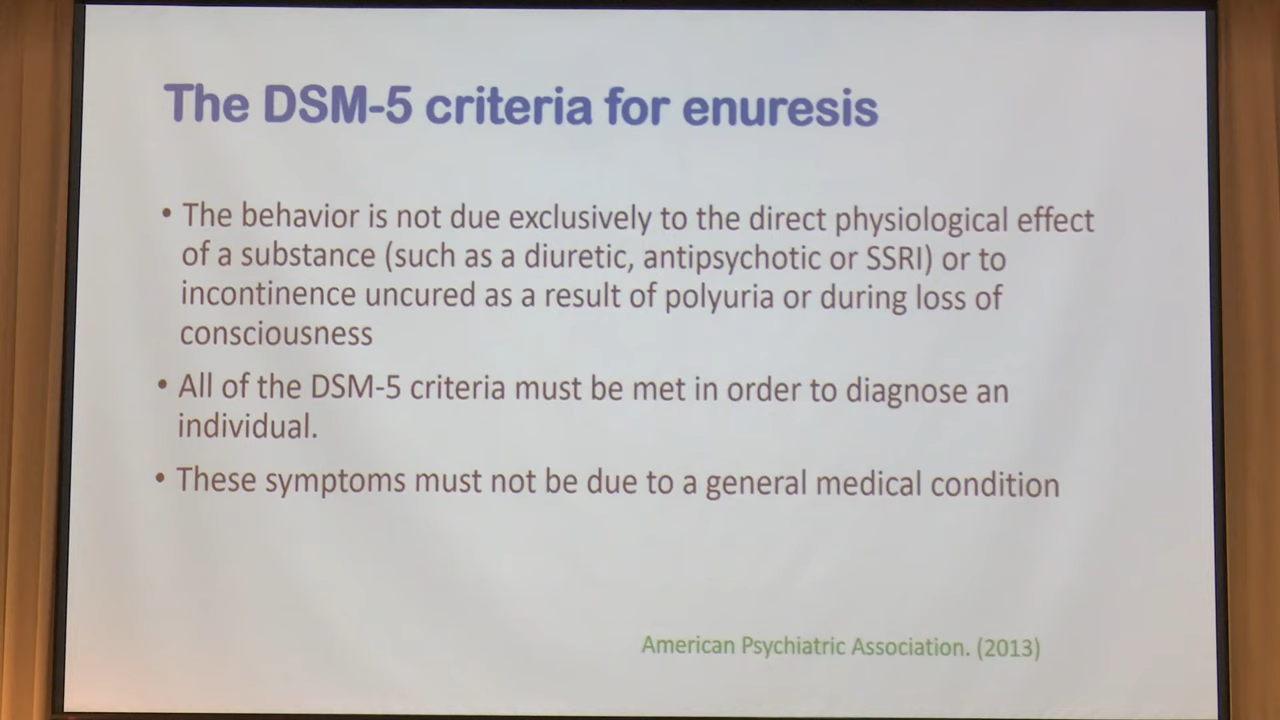 The DSM-5 criteria for enuresis
• The behavior is not due exclusively to the direct physiological effect
of a substance (such as a diuretic, antipsychotic or SSRI) or to
incontinence uncured as a result of polyuria or during loss of
consciousness
• All of the DSM-5 criteria must be met in order to diagnose an
individual.
• These symptoms must not be due to a general medical condition
American Psychiatric Association. (2013)